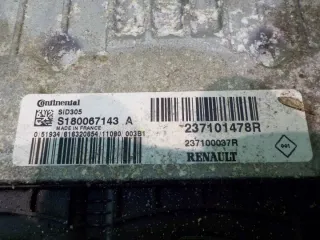 Continental
SID305
S180067143 A
MADE IN FRANCE
237101478R
237100037R
RENAULT